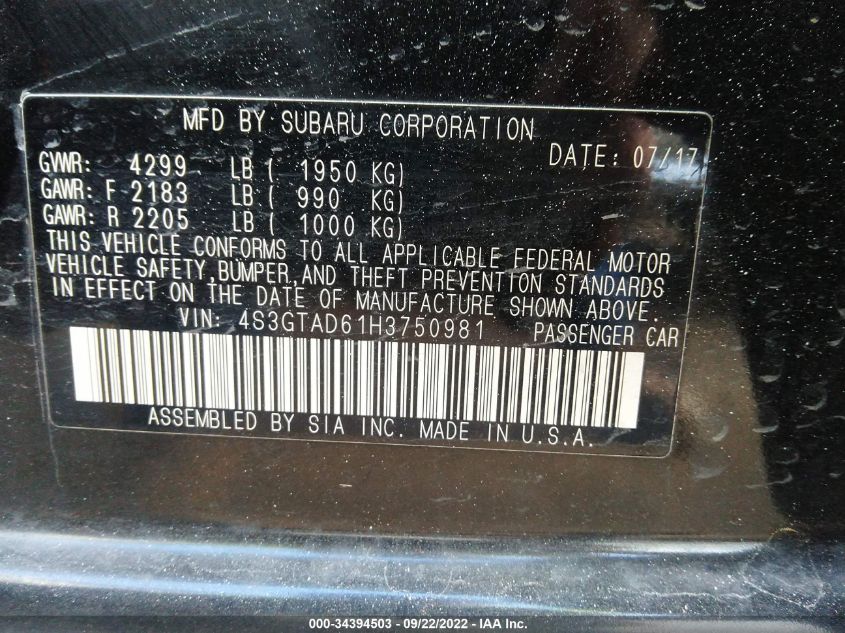 MFD BY SUBARU CORPORATION
DATE: 07/17
GVWR: 4299 LB ( 1950 KG)
GAWR: F 2183 LB ( 990 KG)
GAWR: R 2205 LB ( 1000 KG)
THIS VEHICLE CONFORMS TO ALL APPLICABLE FEDERAL MOTOR
VEHICLE SAFETY, BUMPER, AND THEFT PREVENTION STANDARDS
IN EFFECT ON THE DATE OF MANUFACTURE SHOWN ABOVE.
VIN: 4S3GTAD61H3750981 PASSENGER CAR
ASSEMBLED BY SIA INC. MADE IN U.S.A.
000-34394503 - 09/22/2022 - IAA Inc.